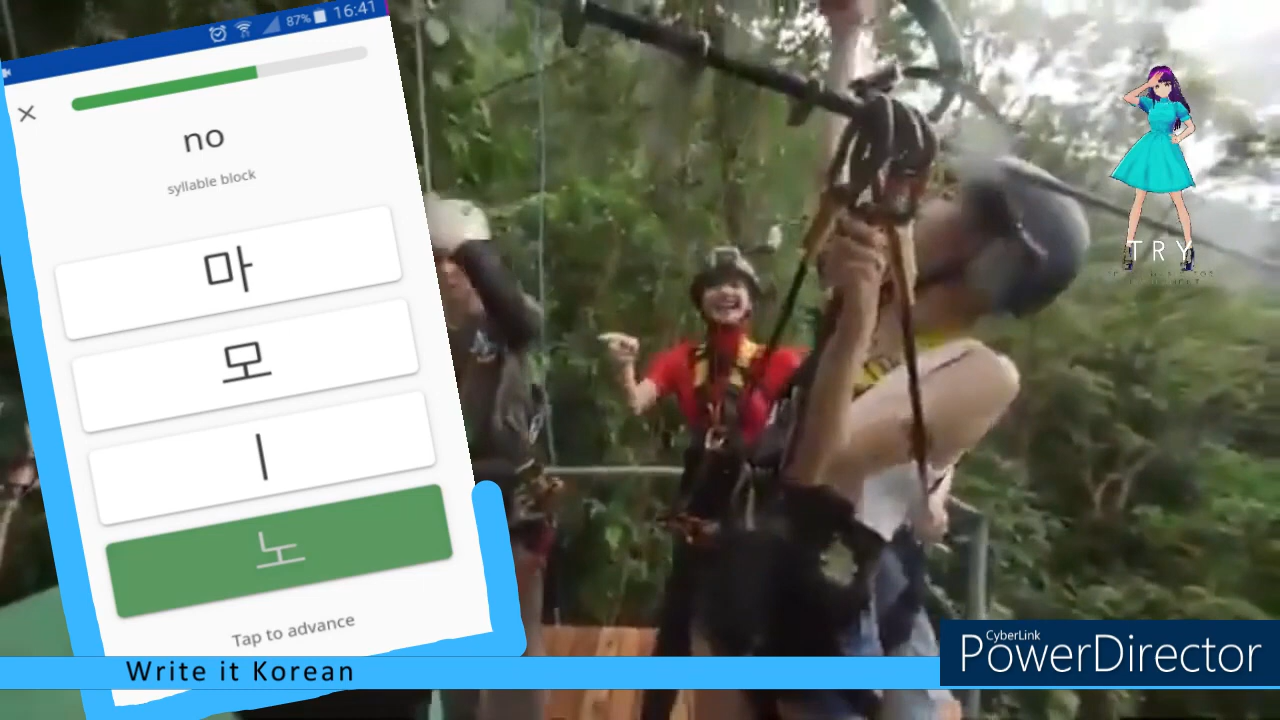 87% 16:41
no
syllable block
마
모
ㅣ
노
Tap to advance
Write it Korean
TRY
CyberLink
PowerDirector